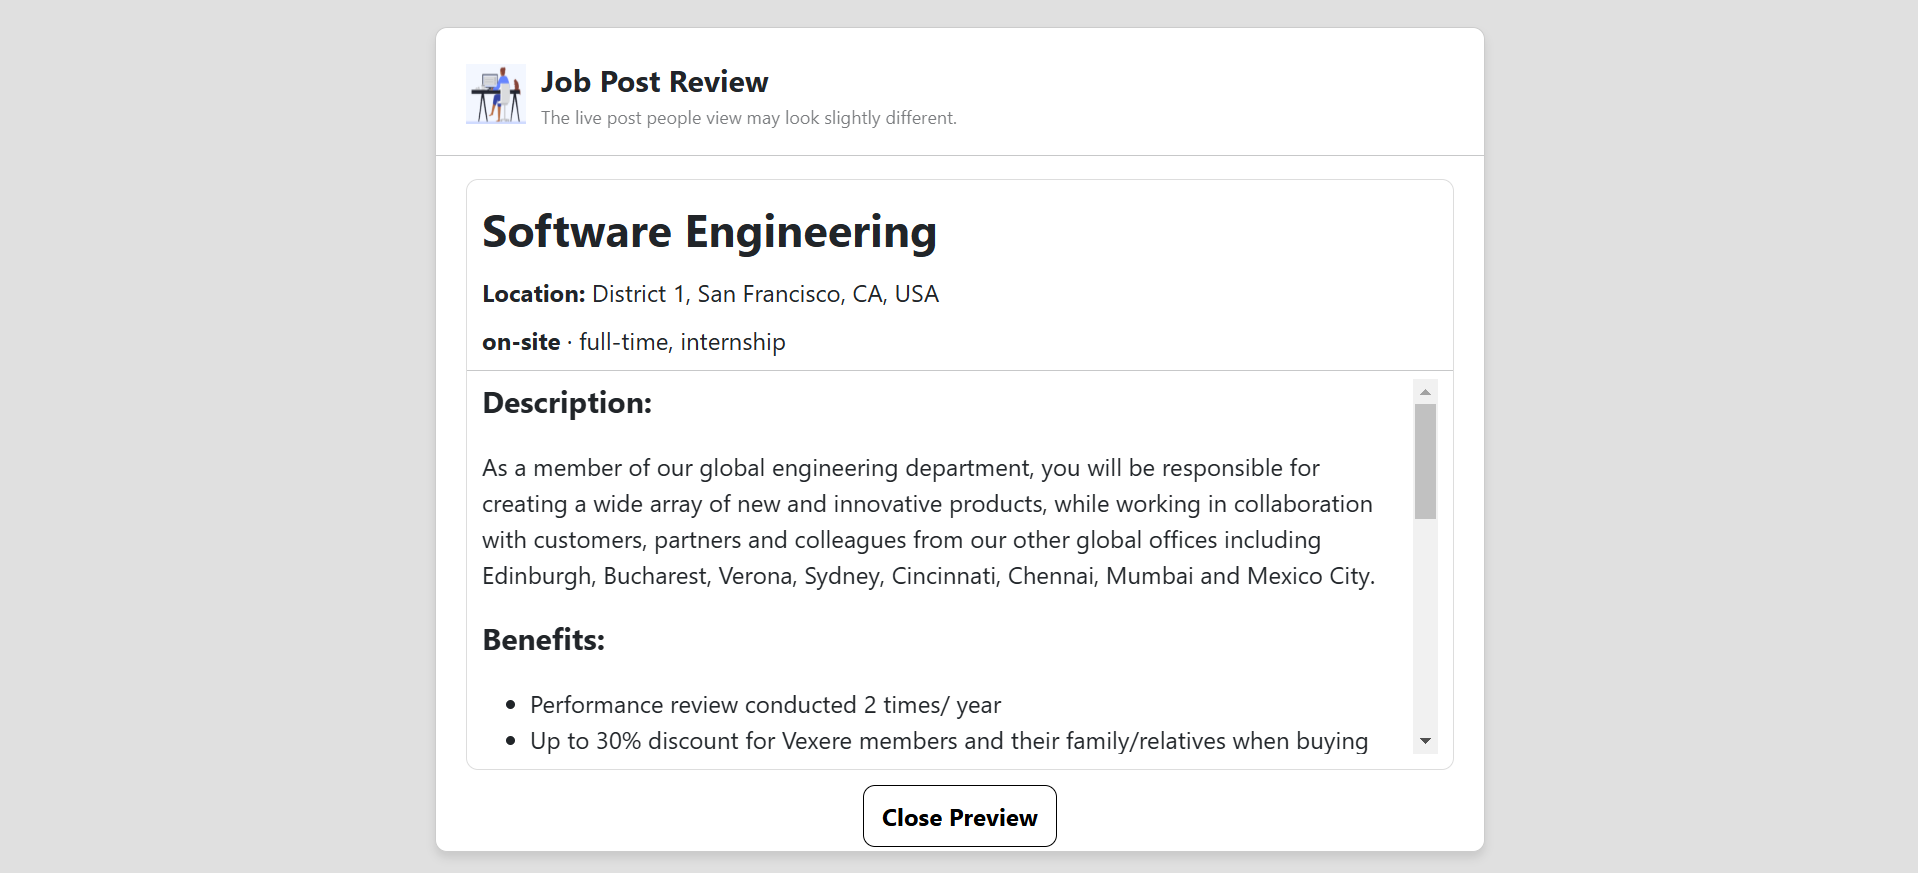 Job Post Review
The live post people view may look slightly different.
Software Engineering
Location: District 1, San Francisco, CA, USA
on-site · full-time, internship
Description:
As a member of our global engineering department, you will be responsible for
creating a wide array of new and innovative products, while working in collaboration
with customers, partners and colleagues from our other global offices including
Edinburgh, Bucharest, Verona, Sydney, Cincinnati, Chennai, Mumbai and Mexico City.
Benefits:
• Performance review conducted 2 times/ year
• Up to 30% discount for Vexere members and their family/relatives when buying
Close Preview